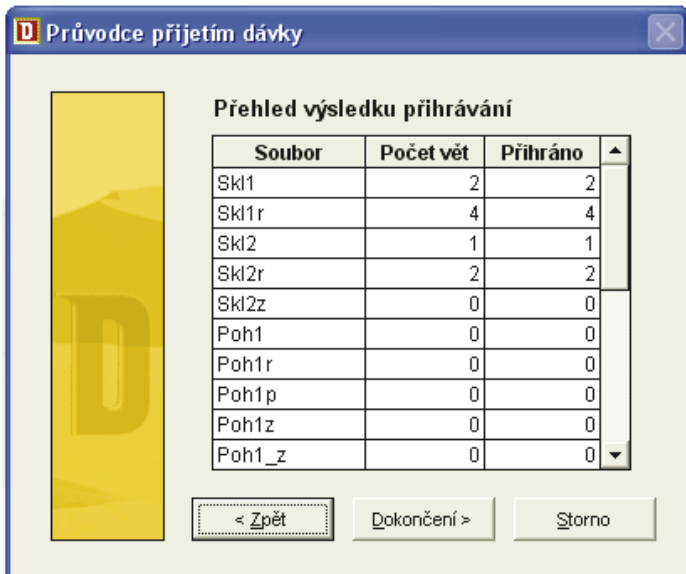 D Průvodce přijetím dávky
Přehled výsledku přihrávání
Soubor Počet vět Přihráno
Skl1 2 2
Skl1r 4 4
Skl2 1 1
Skl2r 2 2
Skl2z 0 0
Poh1 0 0
Poh1r 0 0
Poh1p 0 0
Poh1z 0 0
Poh1_z 0 0
D
< Zpět Dokončení > Storno